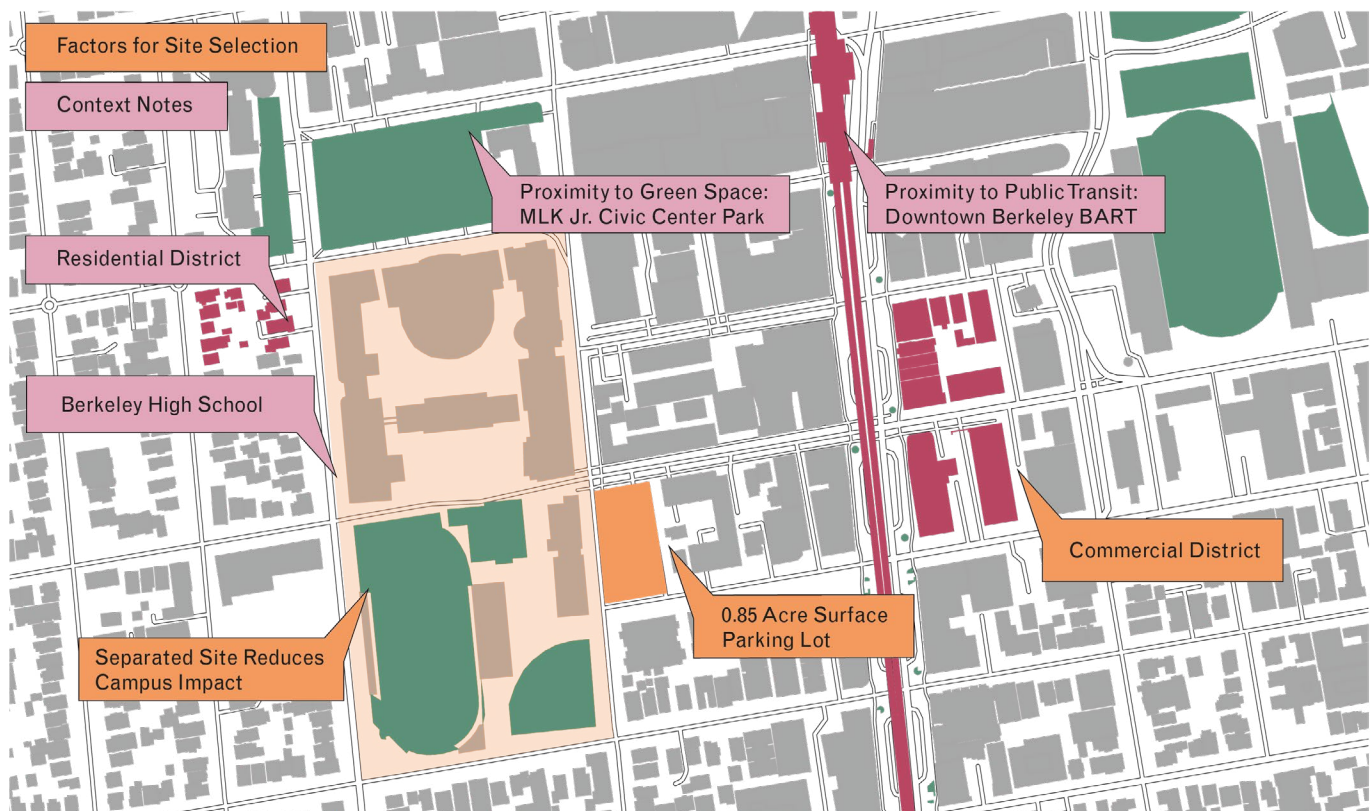 Factors for Site Selection
Context Notes
Proximity to Green Space:
MLK Jr. Civic Center Park
Proximity to Public Transit:
Downtown Berkeley BART
Residential District
Berkeley High School
Commercial District
0.85 Acre Surface
Parking Lot
Separated Site Reduces
Campus Impact